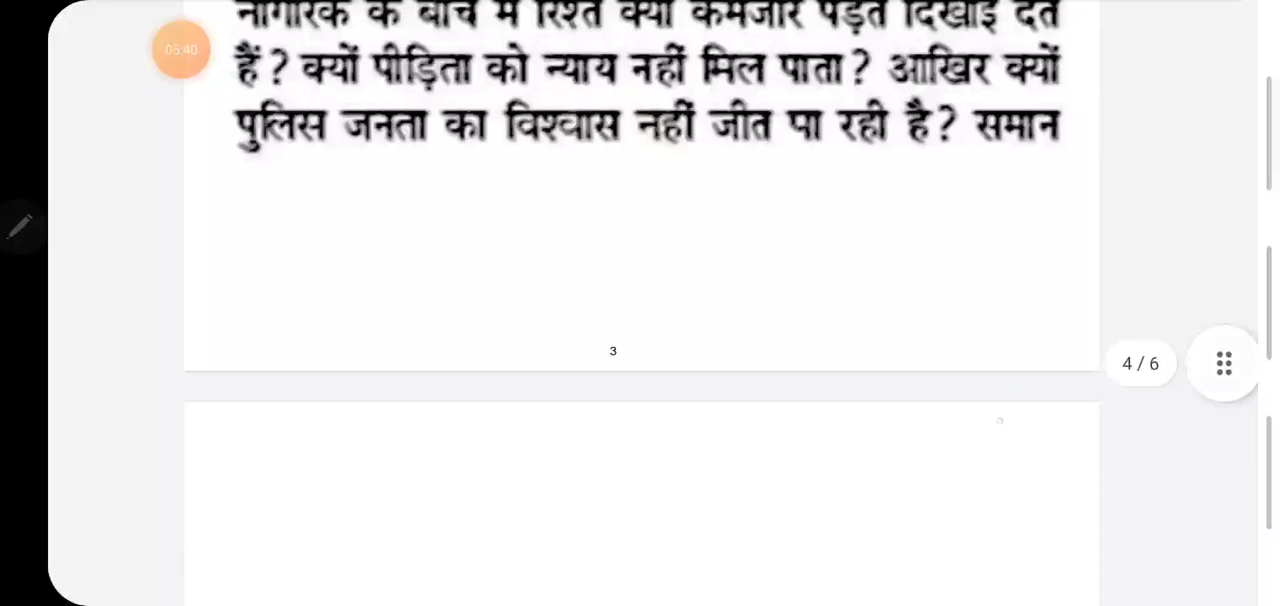 05:40
नागरिक के बीच में रिश्ते क्यों कमजोर पड़ते दिखाई देते
हैं ? क्यों पीड़िता को न्याय नहीं मिल पाता ? आखिर क्यों
पुलिस जनता का विश्वास नहीं जीत पा रही है ? समान
3
4 / 6